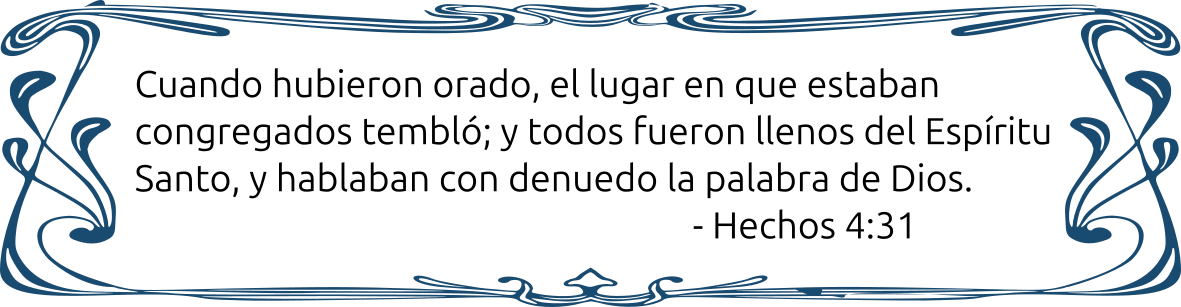 Cuando hubieron orado, el lugar en que estaban
congregados tembló; y todos fueron llenos del Espíritu
Santo, y hablaban con denuedo la palabra de Dios.
- Hechos 4:31